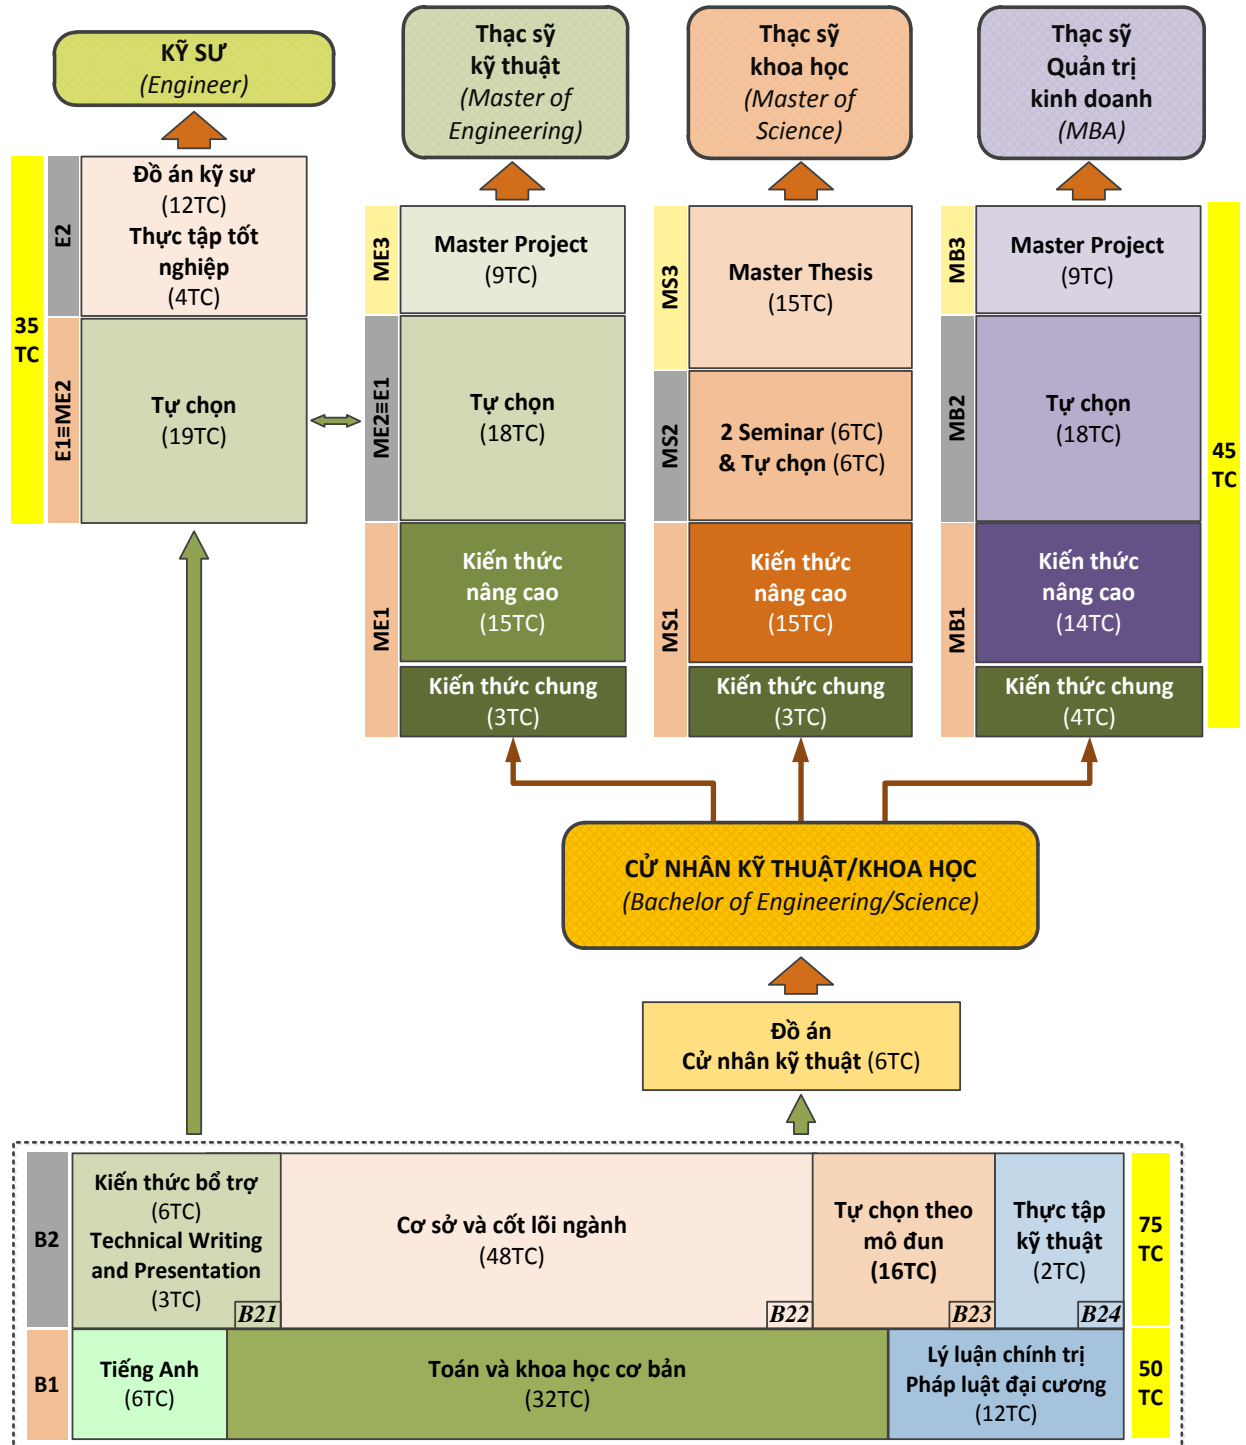 KỸ SƯ
(Engineer)
Thạc sỹ
kỹ thuật
(Master of
Engineering)
Thạc sỹ
khoa học
(Master of
Science)
Thạc sỹ
Quản trị
kinh doanh
(MBA)
35
TC
E2
Đồ án kỹ sư
(12TC)
Thực tập tốt
nghiệp
(4TC)
E1≡ME2
Tự chọn
(19TC)
ME3
Master Project
(9TC)
ME2≡E1
Tự chọn
(18TC)
ME1
Kiến thức
nâng cao
(15TC)
Kiến thức chung
(3TC)
MS3
Master Thesis
(15TC)
MS2
2 Seminar (6TC)
& Tự chọn (6TC)
MS1
Kiến thức
nâng cao
(15TC)
Kiến thức chung
(3TC)
MB3
Master Project
(9TC)
MB2
Tự chọn
(18TC)
MB1
Kiến thức
nâng cao
(14TC)
Kiến thức chung
(4TC)
45
TC
CỬ NHÂN KỸ THUẬT/KHOA HỌC
(Bachelor of Engineering/Science)
Đồ án
Cử nhân kỹ thuật (6TC)
B2
Kiến thức bổ trợ
(6TC)
Technical Writing
and Presentation
(3TC)
B21
Cơ sở và cốt lõi ngành
(48TC)
B22
Tự chọn theo
mô đun
(16TC)
B23
Thực tập
kỹ thuật
(2TC)
B24
75
TC
B1
Tiếng Anh
(6TC)
Toán và khoa học cơ bản
(32TC)
Lý luận chính trị
Pháp luật đại cương
(12TC)
50
TC